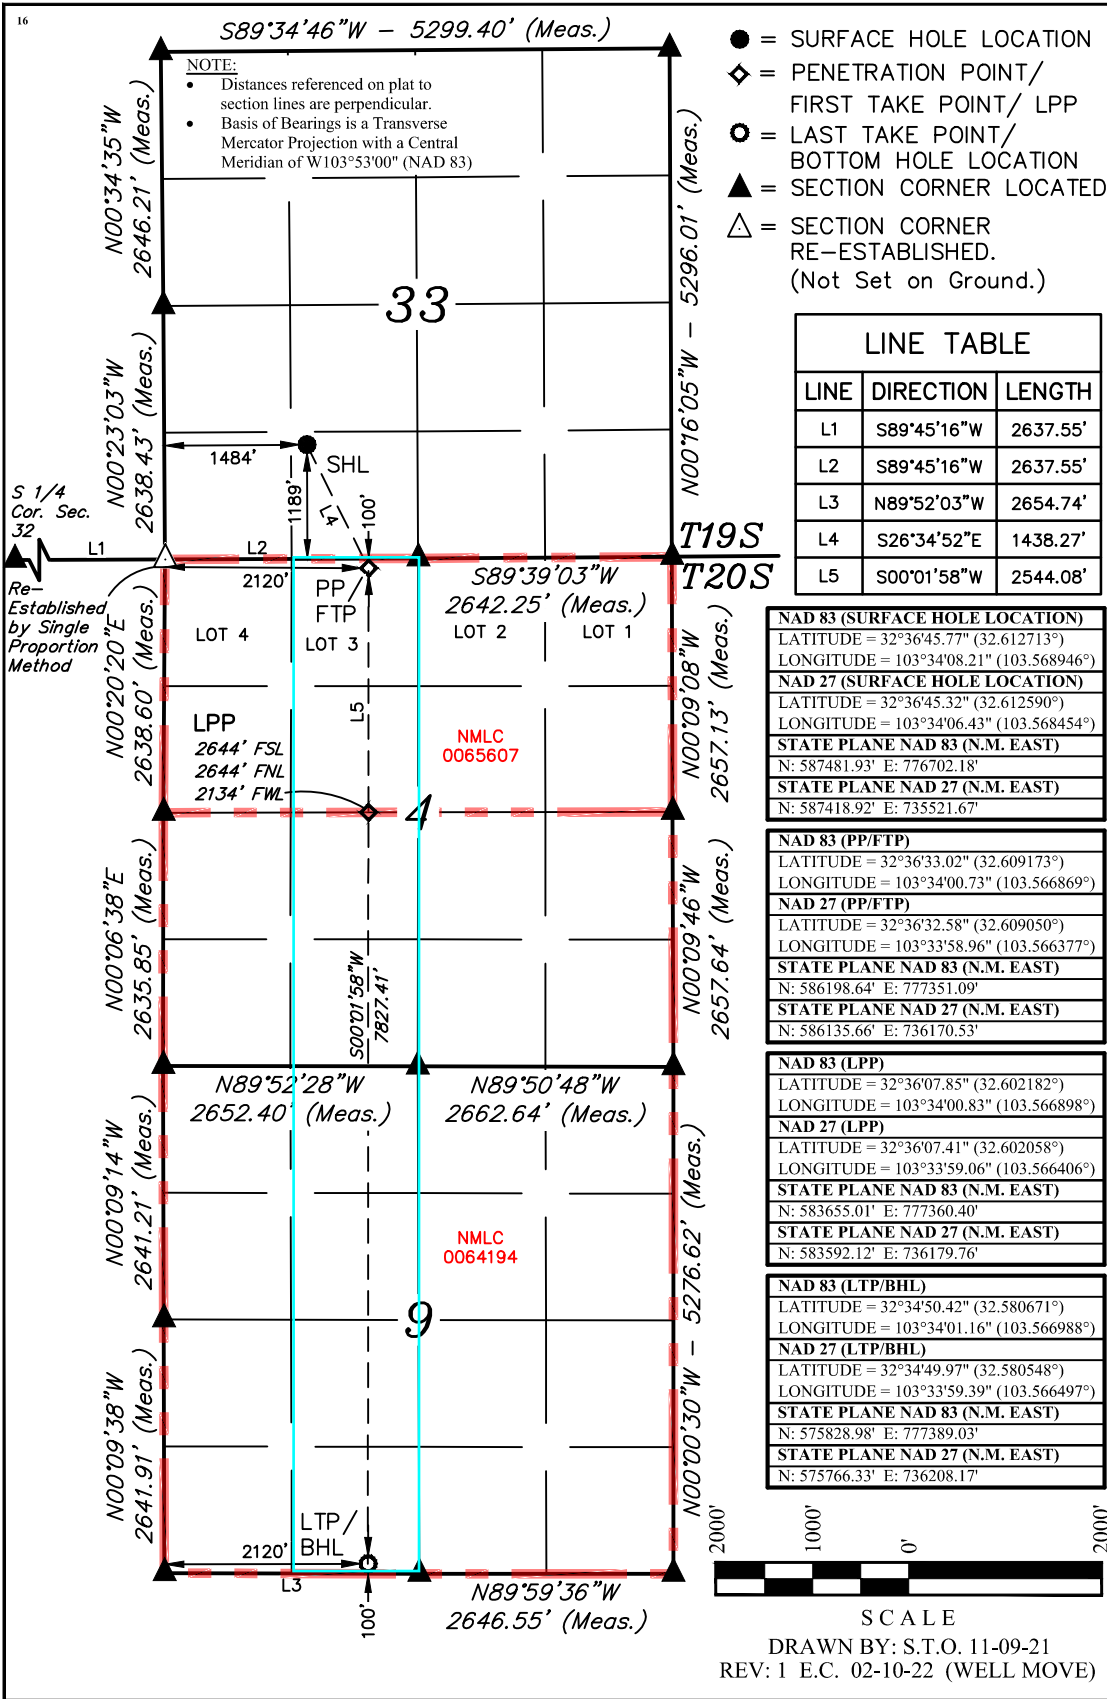 16
S89°34'46"W – 5299.40' (Meas.)
NOTE:
• Distances referenced on plat to
section lines are perpendicular.
• Basis of Bearings is a Transverse
Mercator Projection with a Central
Meridian of W103°53'00" (NAD 83)
N00°34'35"W
2646.21' (Meas.)
N00°23'03"W
2638.43' (Meas.)
N00°16'05"W – 5296.01' (Meas.)
33
1484'
SHL
1189'
L4
100'
S 1/4
Cor. Sec.
32
L1
L2
Re-
Established
by Single
Proportion
Method
2120'
PP/
FTP
T19S
T20S
S89°39'03"W
2642.25' (Meas.)
LOT 4
LOT 3
LOT 2
LOT 1
N00°20'20"E
2638.60' (Meas.)
N00°09'08"W
2657.13' (Meas.)
L5
LPP
2644' FSL
2644' FNL
2134' FWL
NMLC
0065607
4
N00°06'38"E
2635.85' (Meas.)
N00°09'46"W
2657.64' (Meas.)
S00°01'58"W
7827.41'
N89°52'28"W
2652.40' (Meas.)
N89°50'48"W
2662.64' (Meas.)
N00°09'14"W
2641.21' (Meas.)
NMLC
0064194
9
N00°00'30"W – 5276.62' (Meas.)
N00°09'38"W
2641.91' (Meas.)
LTP/
BHL
2120'
L3
100'
N89°59'36"W
2646.55' (Meas.)
= SURFACE HOLE LOCATION
= PENETRATION POINT/
FIRST TAKE POINT/ LPP
= LAST TAKE POINT/
BOTTOM HOLE LOCATION
= SECTION CORNER LOCATED
= SECTION CORNER
RE-ESTABLISHED.
(Not Set on Ground.)
LINE TABLE
LINE DIRECTION LENGTH
L1 S89°45'16"W 2637.55'
L2 S89°45'16"W 2637.55'
L3 N89°52'03"W 2654.74'
L4 S26°34'52"E 1438.27'
L5 S00°01'58"W 2544.08'
NAD 83 (SURFACE HOLE LOCATION)
LATITUDE = 32°36'45.77" (32.612713°)
LONGITUDE = 103°34'08.21" (103.568946°)
NAD 27 (SURFACE HOLE LOCATION)
LATITUDE = 32°36'45.32" (32.612590°)
LONGITUDE = 103°34'06.43" (103.568454°)
STATE PLANE NAD 83 (N.M. EAST)
N: 587481.93' E: 776702.18'
STATE PLANE NAD 27 (N.M. EAST)
N: 587418.92' E: 735521.67'
NAD 83 (PP/FTP)
LATITUDE = 32°36'33.02" (32.609173°)
LONGITUDE = 103°34'00.73" (103.566869°)
NAD 27 (PP/FTP)
LATITUDE = 32°36'32.58" (32.609050°)
LONGITUDE = 103°33'58.96" (103.566377°)
STATE PLANE NAD 83 (N.M. EAST)
N: 586198.64' E: 777351.09'
STATE PLANE NAD 27 (N.M. EAST)
N: 586135.66' E: 736170.53'
NAD 83 (LPP)
LATITUDE = 32°36'07.85" (32.602182°)
LONGITUDE = 103°34'00.83" (103.566898°)
NAD 27 (LPP)
LATITUDE = 32°36'07.41" (32.602058°)
LONGITUDE = 103°33'59.06" (103.566406°)
STATE PLANE NAD 83 (N.M. EAST)
N: 583655.01' E: 777360.40'
STATE PLANE NAD 27 (N.M. EAST)
N: 583592.12' E: 736179.76'
NAD 83 (LTP/BHL)
LATITUDE = 32°34'50.42" (32.580671°)
LONGITUDE = 103°34'01.16" (103.566988°)
NAD 27 (LTP/BHL)
LATITUDE = 32°34'49.97" (32.580548°)
LONGITUDE = 103°33'59.39" (103.566497°)
STATE PLANE NAD 83 (N.M. EAST)
N: 575828.98' E: 777389.03'
STATE PLANE NAD 27 (N.M. EAST)
N: 575766.33' E: 736208.17'
2000' 1000' 0' 2000'
SCALE
DRAWN BY: S.T.O. 11-09-21
REV: 1 E.C. 02-10-22 (WELL MOVE)